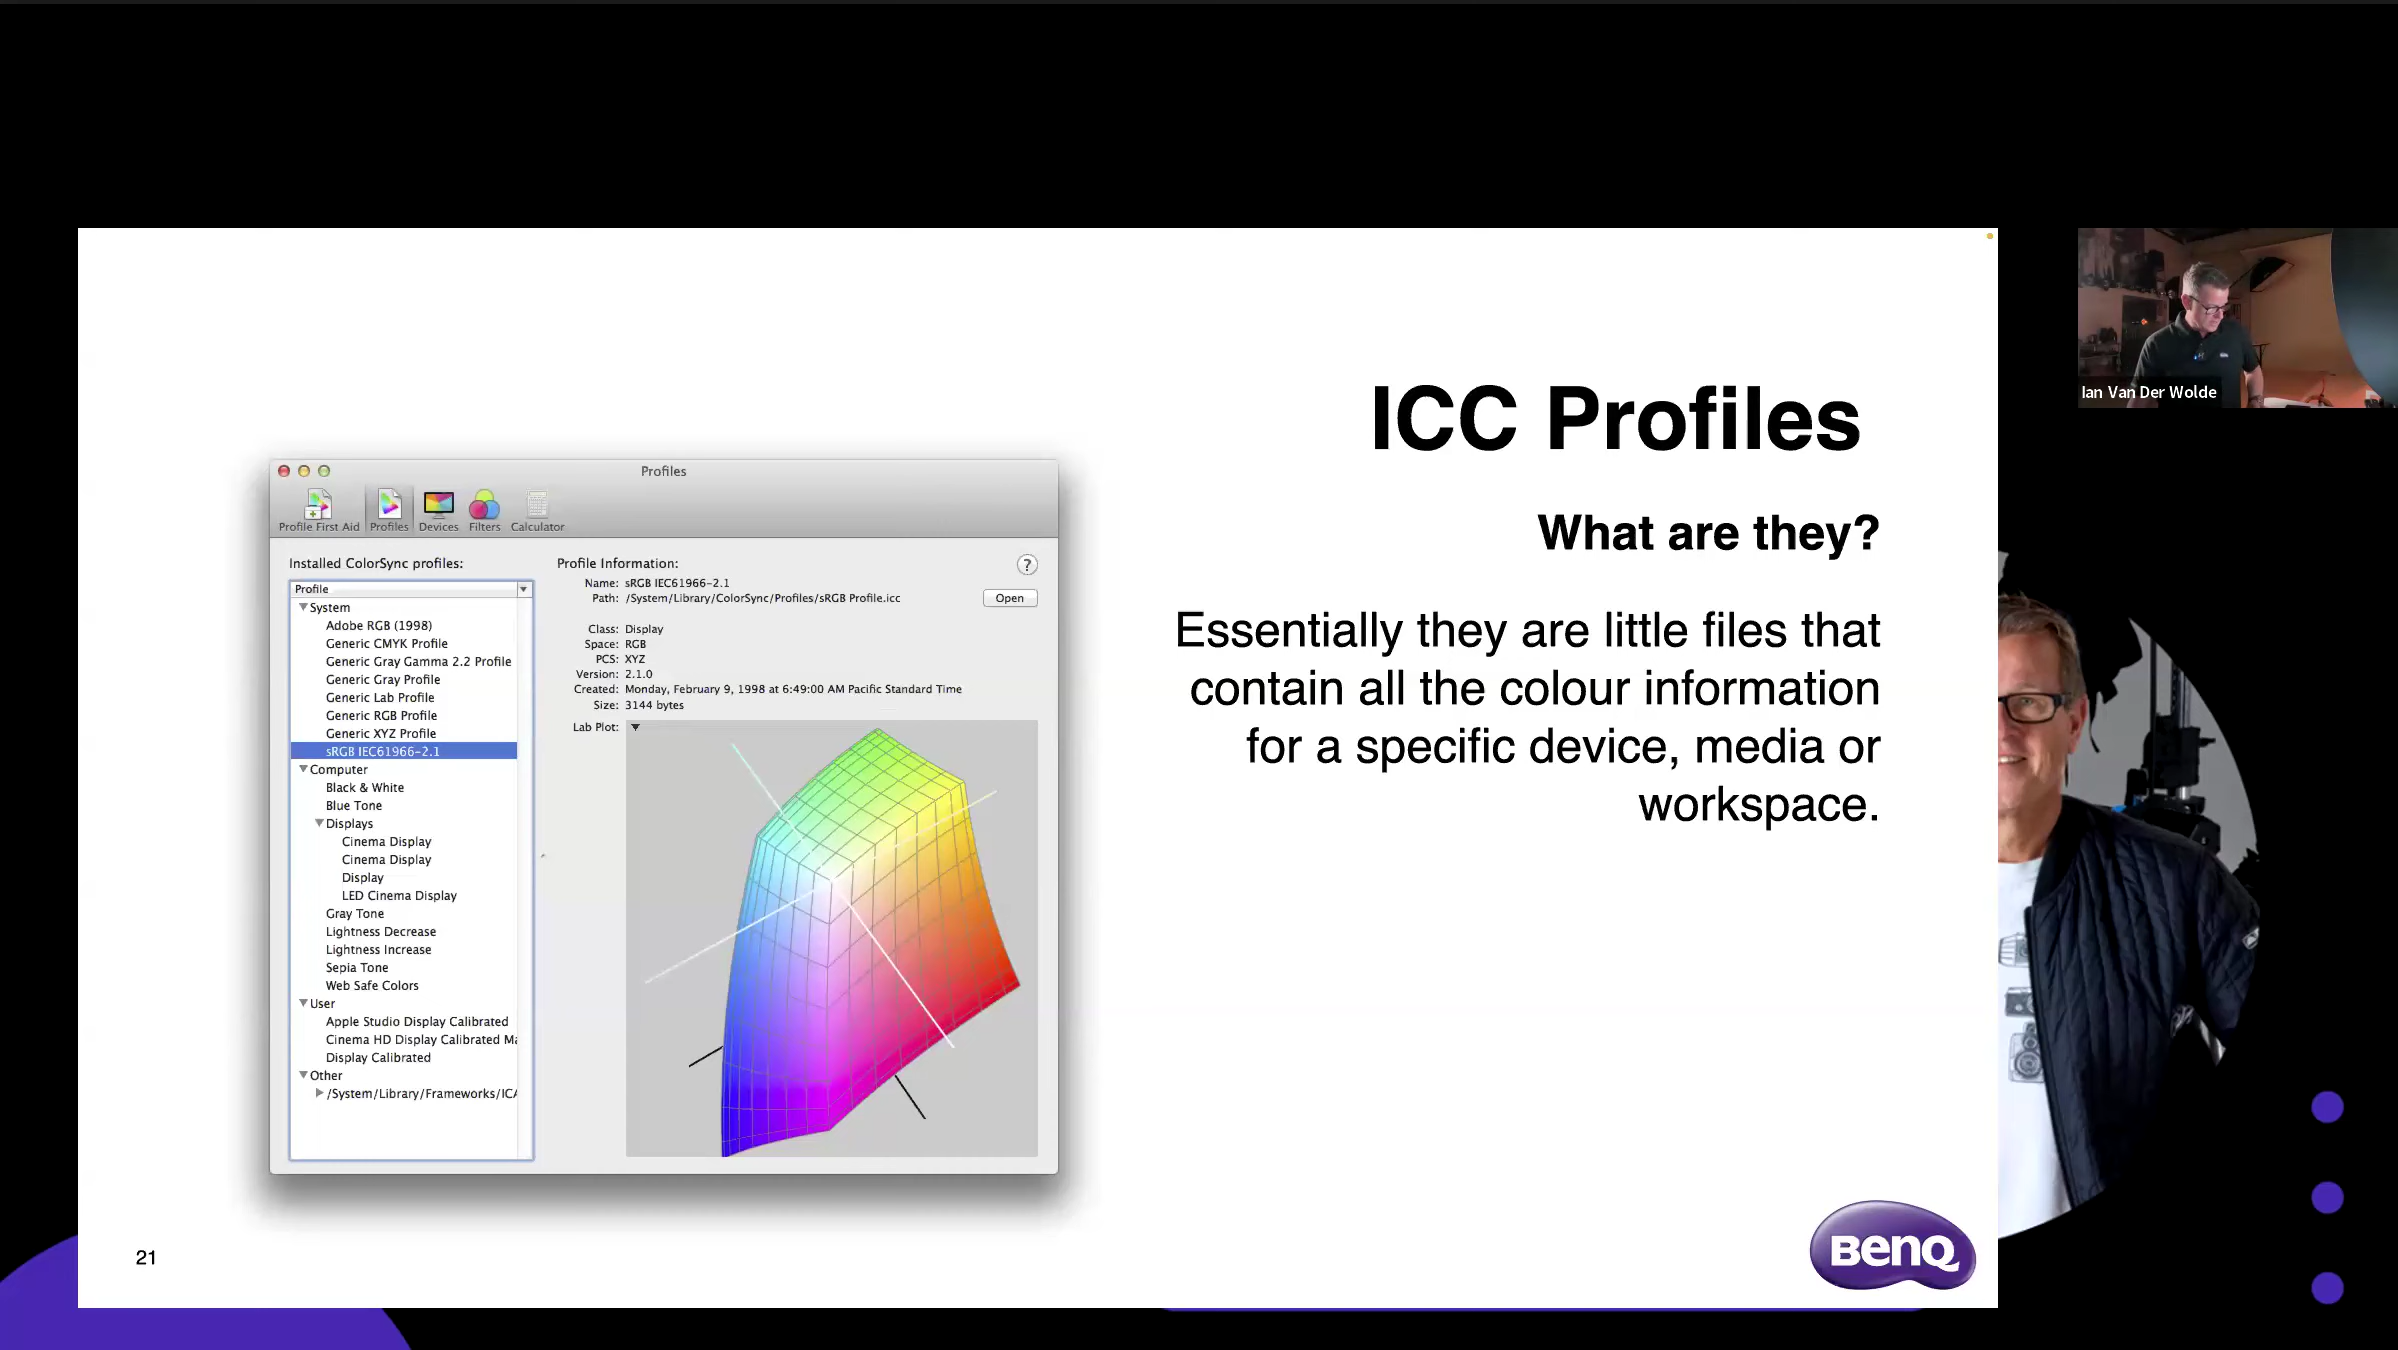 ICC Profiles
What are they?
Essentially they are little files that
contain all the colour information
for a specific device, media or
workspace.
Profiles
Profile First Aid
Profiles
Devices
Filters
Calculator
Installed ColorSync profiles:
Profile
System
Adobe RGB (1998)
Generic CMYK Profile
Generic Gray Gamma 2.2 Profile
Generic Gray Profile
Generic Lab Profile
Generic RGB Profile
Generic XYZ Profile
sRGB IEC61966-2.1
Computer
Black & White
Blue Tone
Displays
Cinema Display
Cinema Display
Display
LED Cinema Display
Gray Tone
Lightness Decrease
Lightness Increase
Sepia Tone
Web Safe Colors
User
Apple Studio Display Calibrated
Cinema HD Display Calibrated Ma
Display Calibrated
Other
/System/Library/Frameworks/ICA
Profile Information:
?
Name: sRGB IEC61966-2.1
Path: /System/Library/ColorSync/Profiles/sRGB Profile.icc
Open
Class: Display
Space: RGB
PCS: XYZ
Version: 2.1.0
Created: Monday, February 9, 1998 at 6:49:00 AM Pacific Standard Time
Size: 3144 bytes
Lab Plot:
21
BenQ
Ian Van Der Wolde